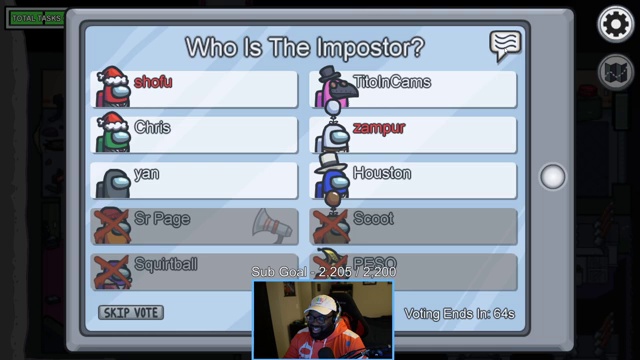 TOTAL TASKS
Who Is The Impostor?
shofu
TitoInCams
Chris
zampur
yan
Houston
Sr Page
Scoot
Squirtball
PESO
Sub Goal - 2,205 / 2,200
SKIP VOTE
Voting Ends In: 64s